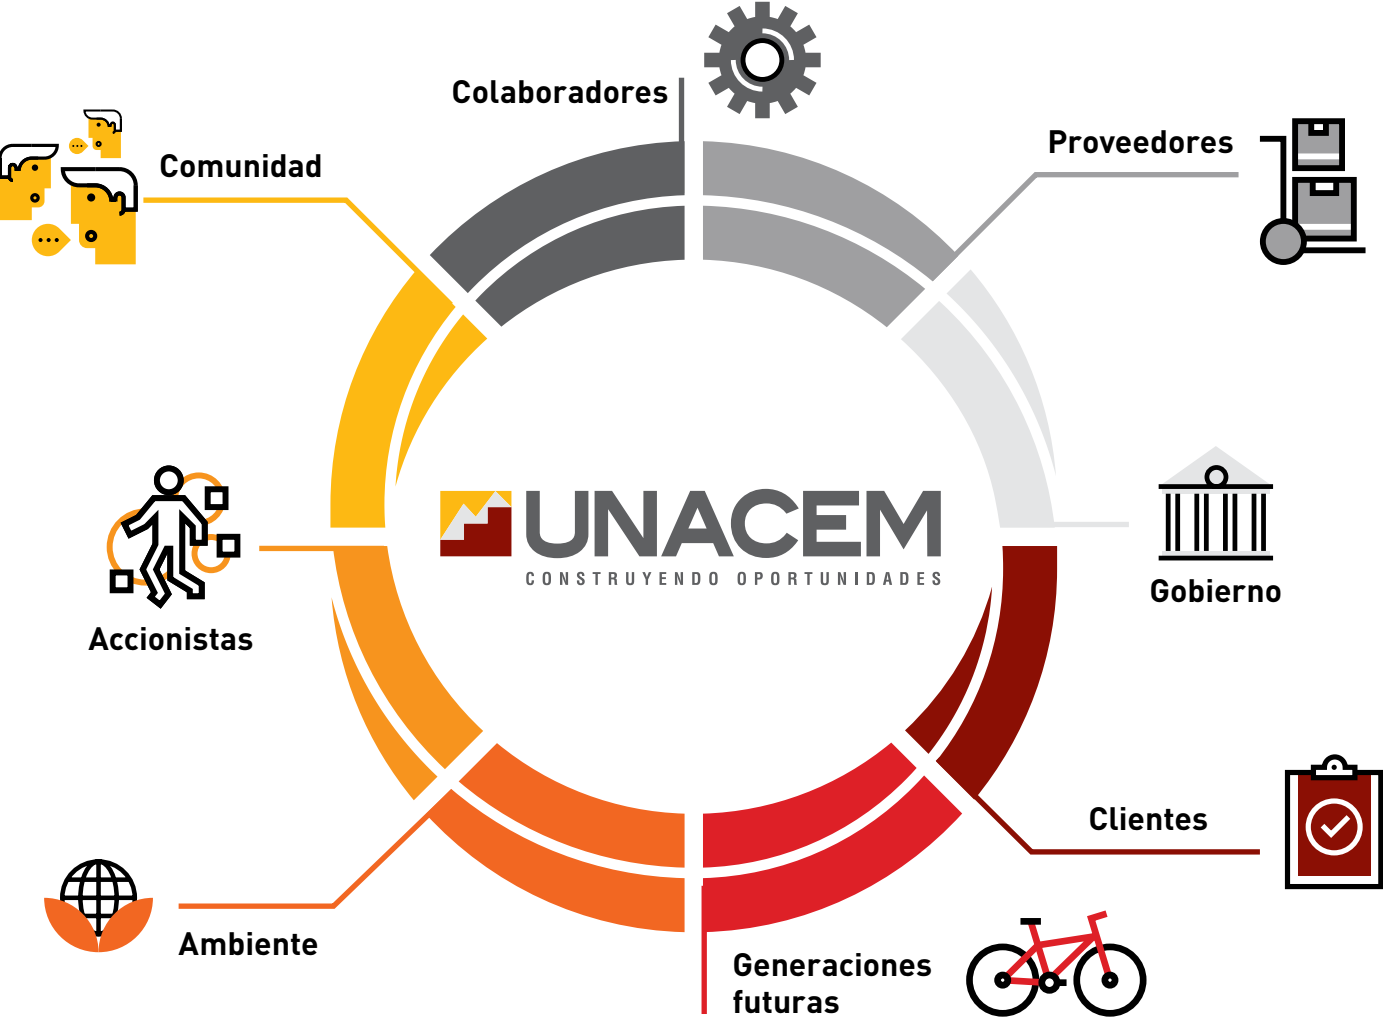 Colaboradores
Proveedores
Comunidad
UNACEM
CONSTRUYENDO OPORTUNIDADES
Gobierno
Accionistas
Clientes
Ambiente
Generaciones
futuras